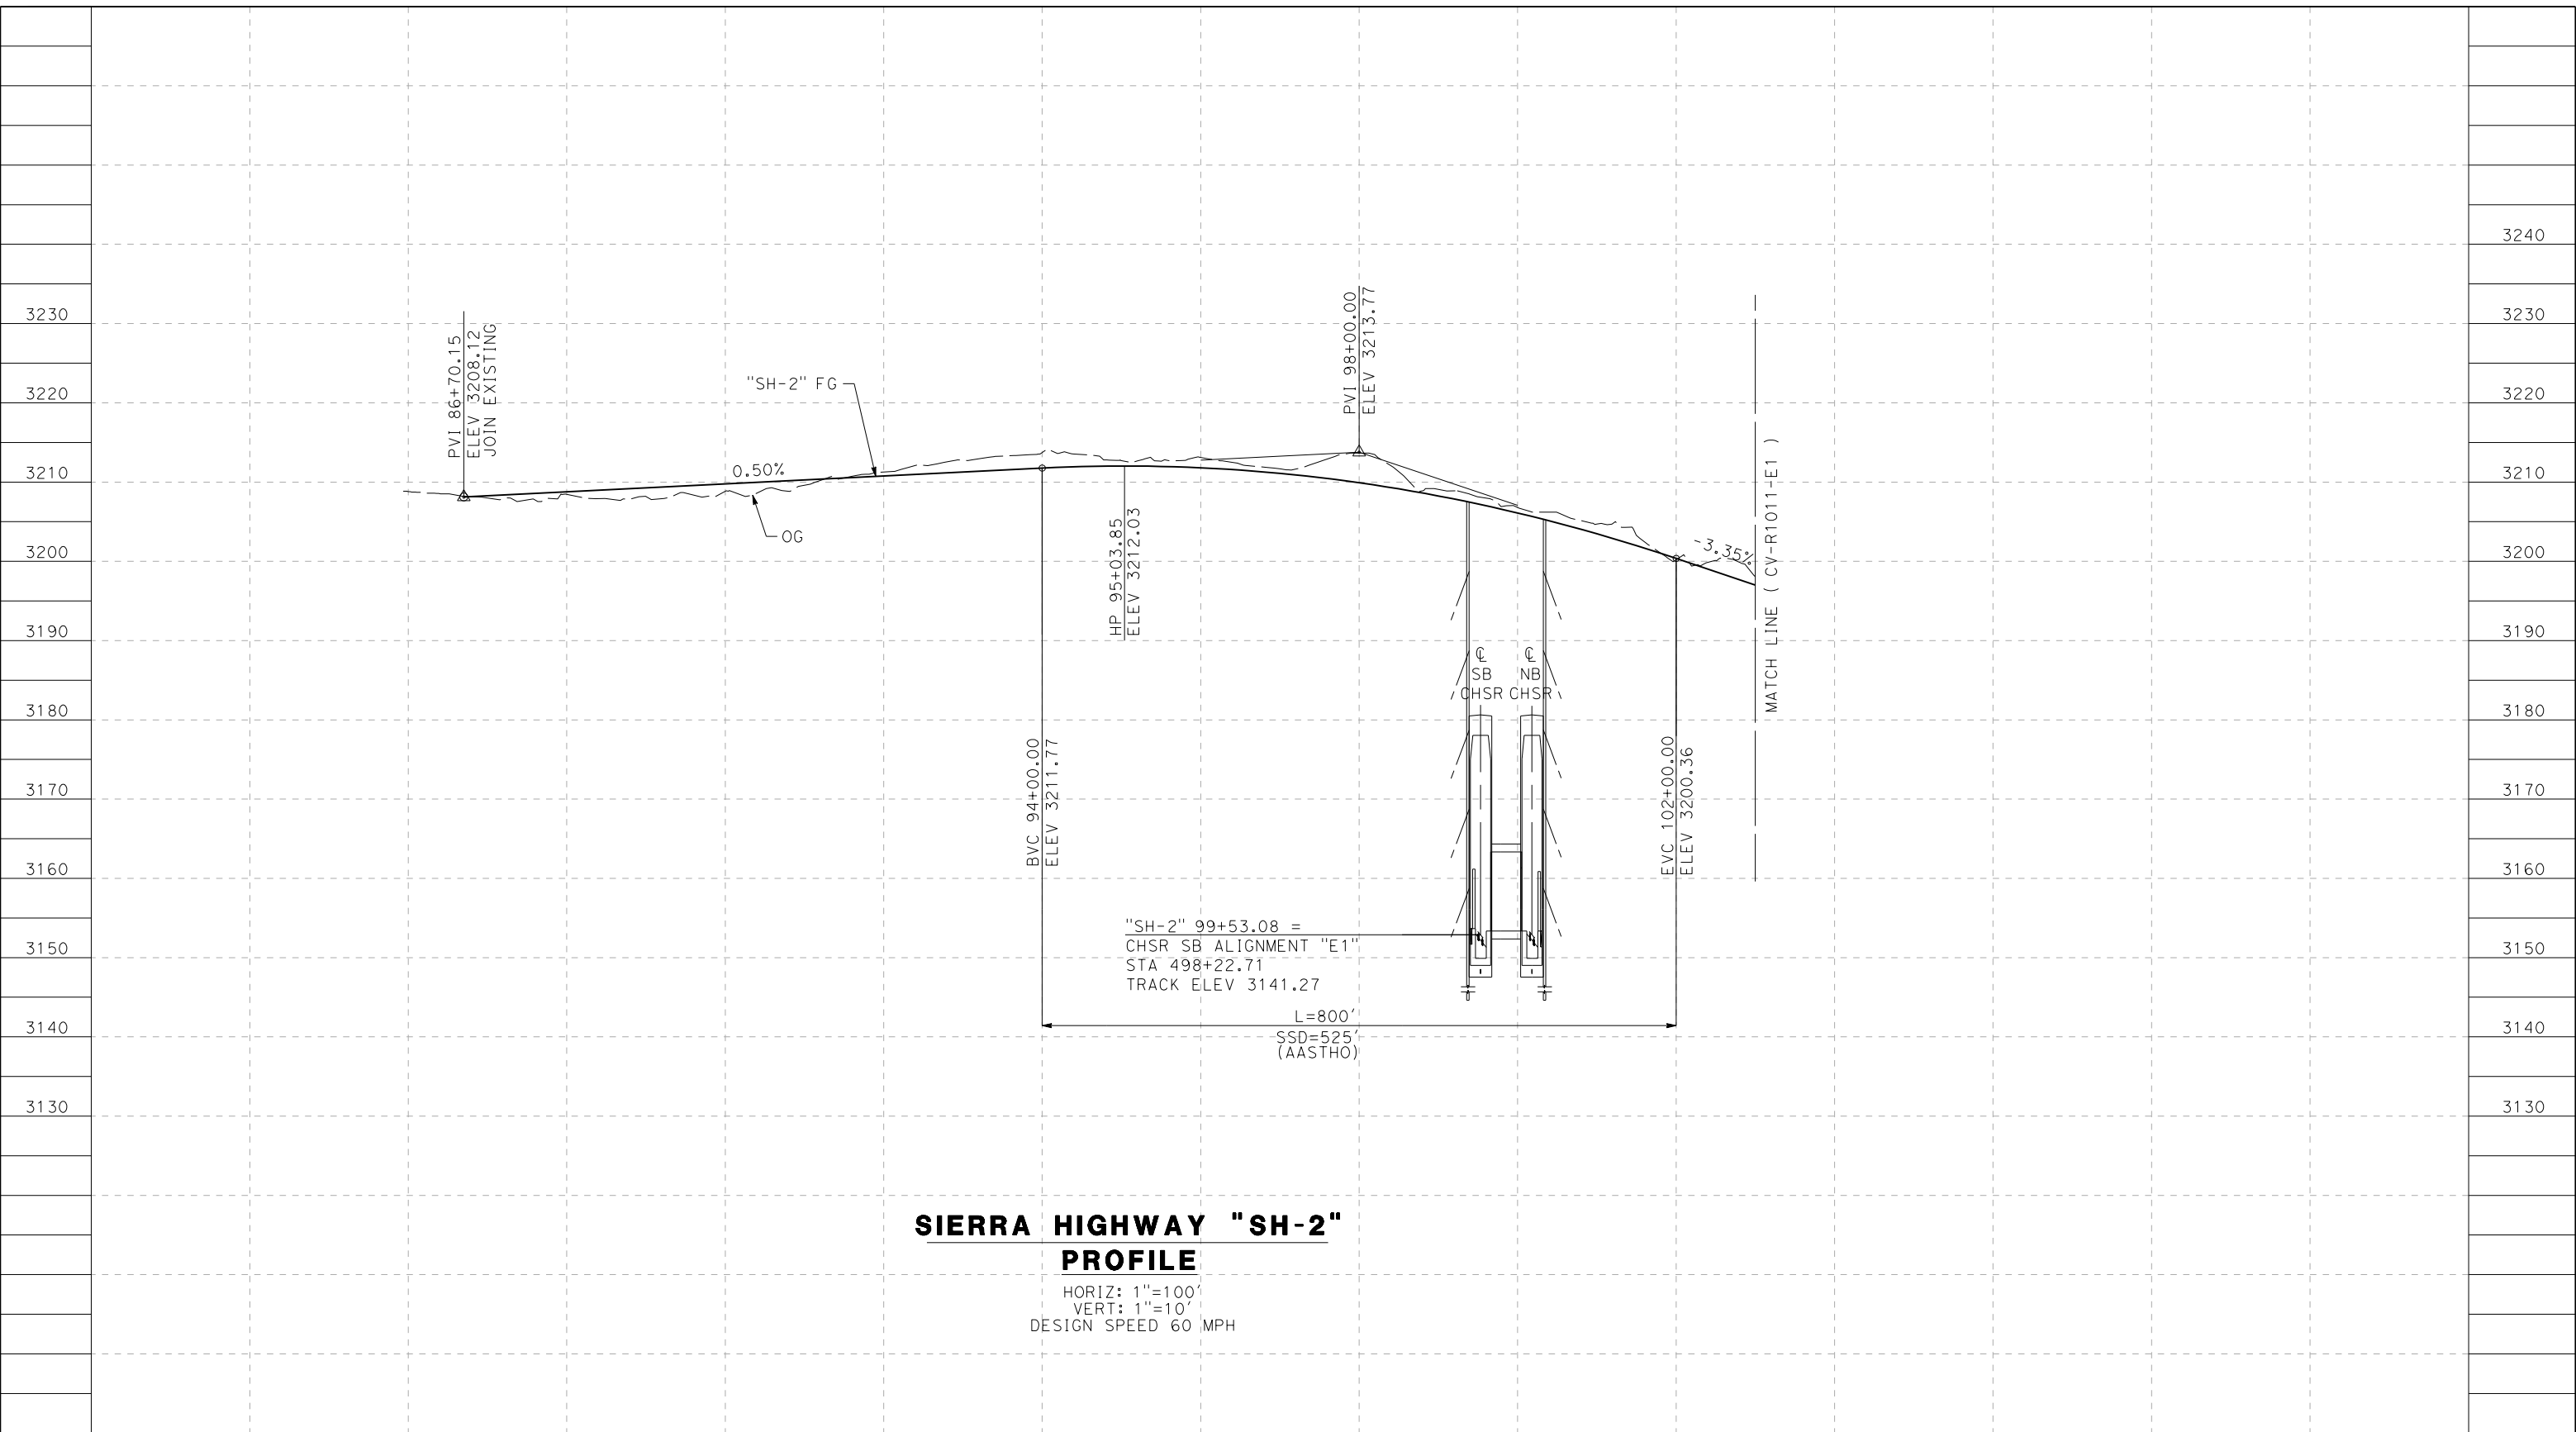 3240
3230
3220
3210
3200
3190
3180
3170
3160
3150
3140
3130
3230
3220
3210
3200
3190
3180
3170
3160
3150
3140
3130
PVI 86+70.15
ELEV 3208.12
JOIN EXISTING
"SH-2" FG
0.50%
OG
BVC 94+00.00
ELEV 3211.77
HP 95+03.85
ELEV 3212.03
PVI 98+00.00
ELEV 3213.77
℄
SB
CHSR
℄
NB
CHSR
EVC 102+00.00
ELEV 3200.36
-3.35%
MATCH LINE ( CV-R1011-E1 )
"SH-2" 99+53.08 =
CHSR SB ALIGNMENT "E1"
STA 498+22.71
TRACK ELEV 3141.27
L=800'
SSD=525'
(AASTHO)
SIERRA HIGHWAY "SH-2"
PROFILE
HORIZ: 1"=100'
VERT: 1"=10'
DESIGN SPEED 60 MPH